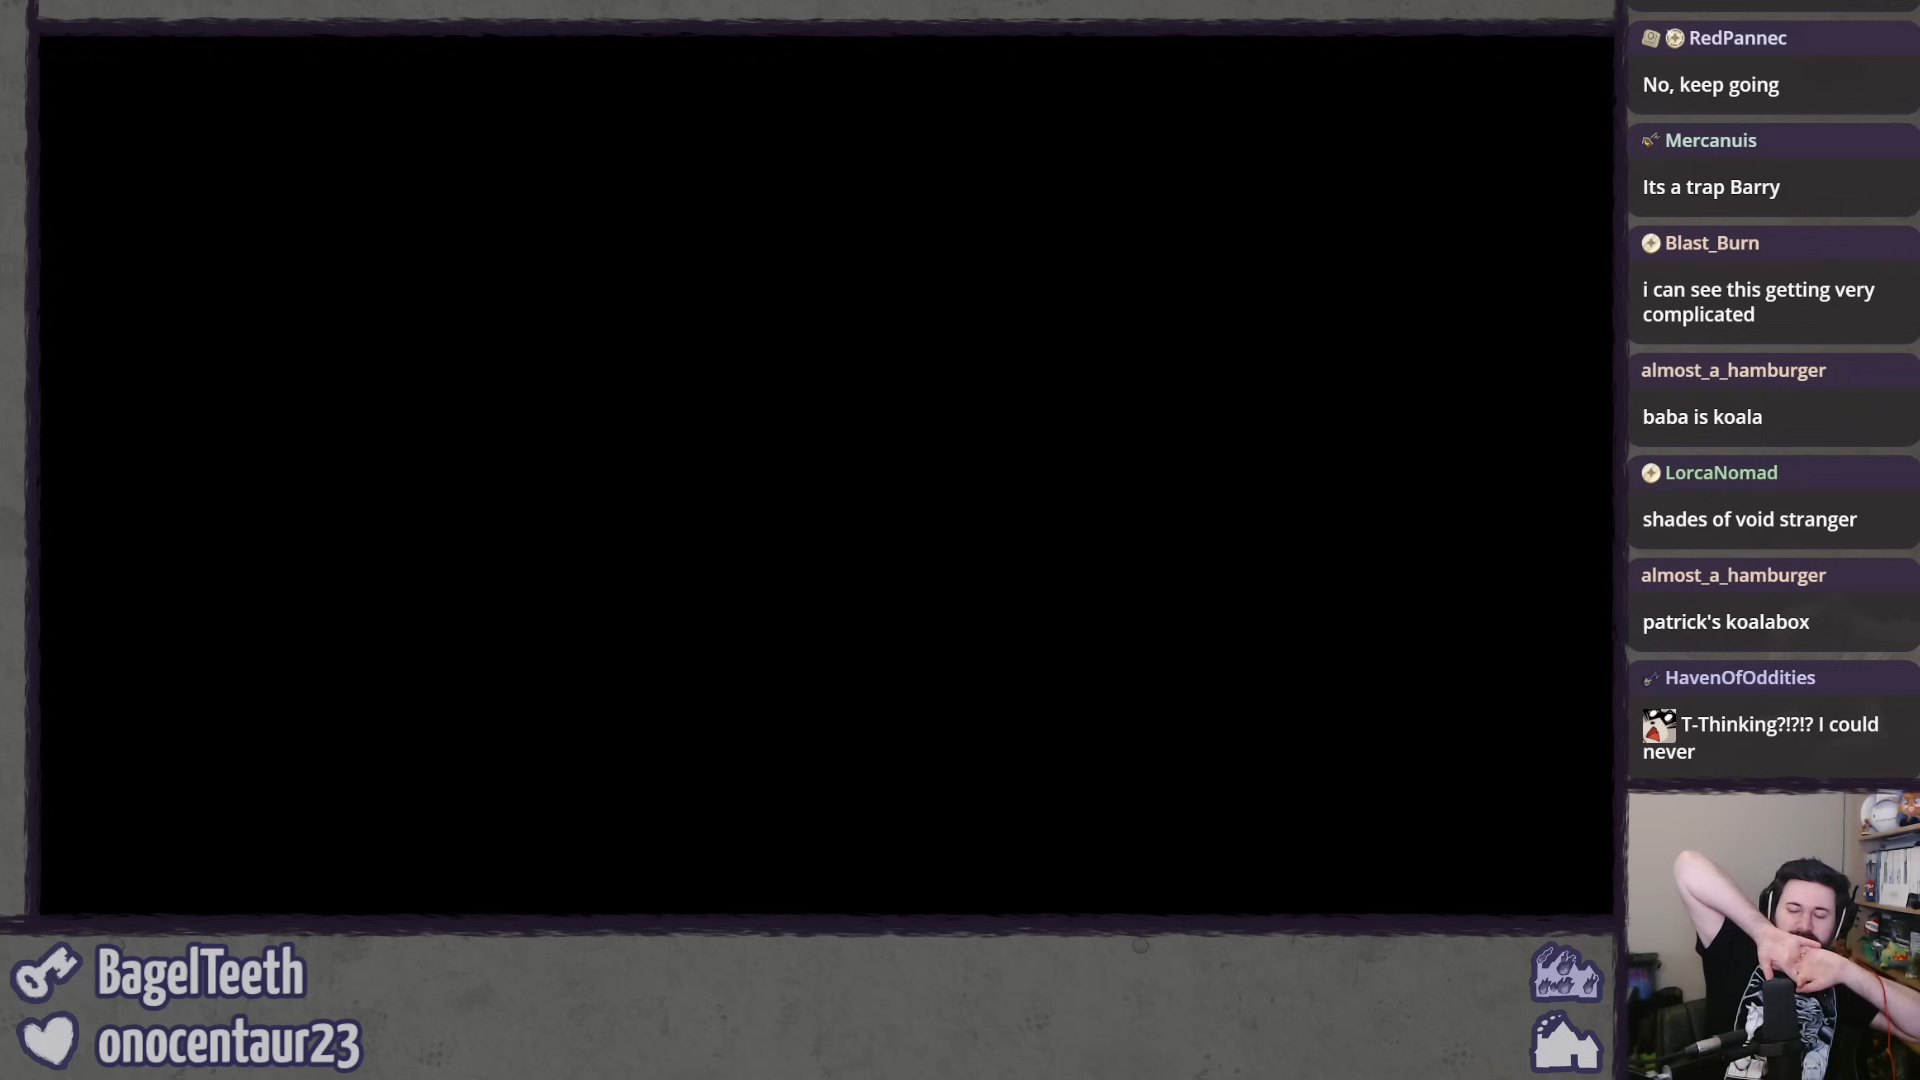 RedPannec
No, keep going
Mercanuis
Its a trap Barry
Blast_Burn
i can see this getting very
complicated
almost_a_hamburger
baba is koala
LorcaNomad
shades of void stranger
almost_a_hamburger
patrick's koalabox
HavenOfOddities
T-Thinking?!?!? I could
never
BagelTeeth
onocentaur23